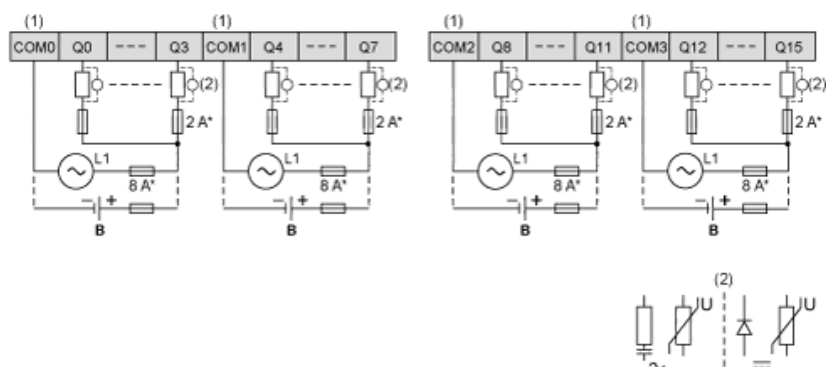 (1) (1) (1) (1)
COM0 Q0 --- Q3 COM1 Q4 --- Q7 COM2 Q8 --- Q11 COM3 Q12 --- Q15
(2) (2) (2) (2)
2 A* 2 A* 2 A* 2 A*
L1 L1 L1 L1
8 A* 8 A* 8 A* 8 A*
− + − + − + − +
B B B B
(2)
U U